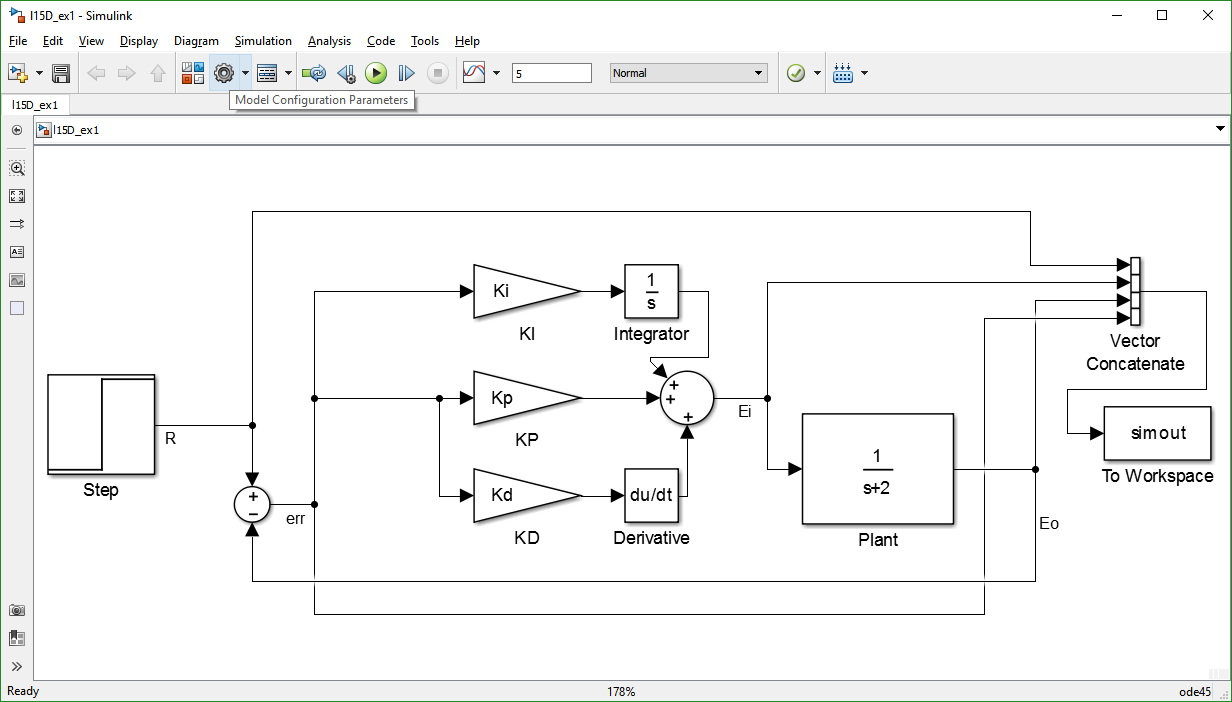 I15D_ex1 - Simulink
File Edit View Display Diagram Simulation Analysis Code Tools Help
5 Normal
Model Configuration Parameters
I15D_ex1
I15D_ex1
Ki
1
s
KI
Integrator
Vector
Concatenate
Kp
+
+
+
Ei
KP
R
Step
1
s+2
Plant
simout
To Workspace
+
−
err
Kd
du/dt
KD
Derivative
Eo
Ready 178% ode45